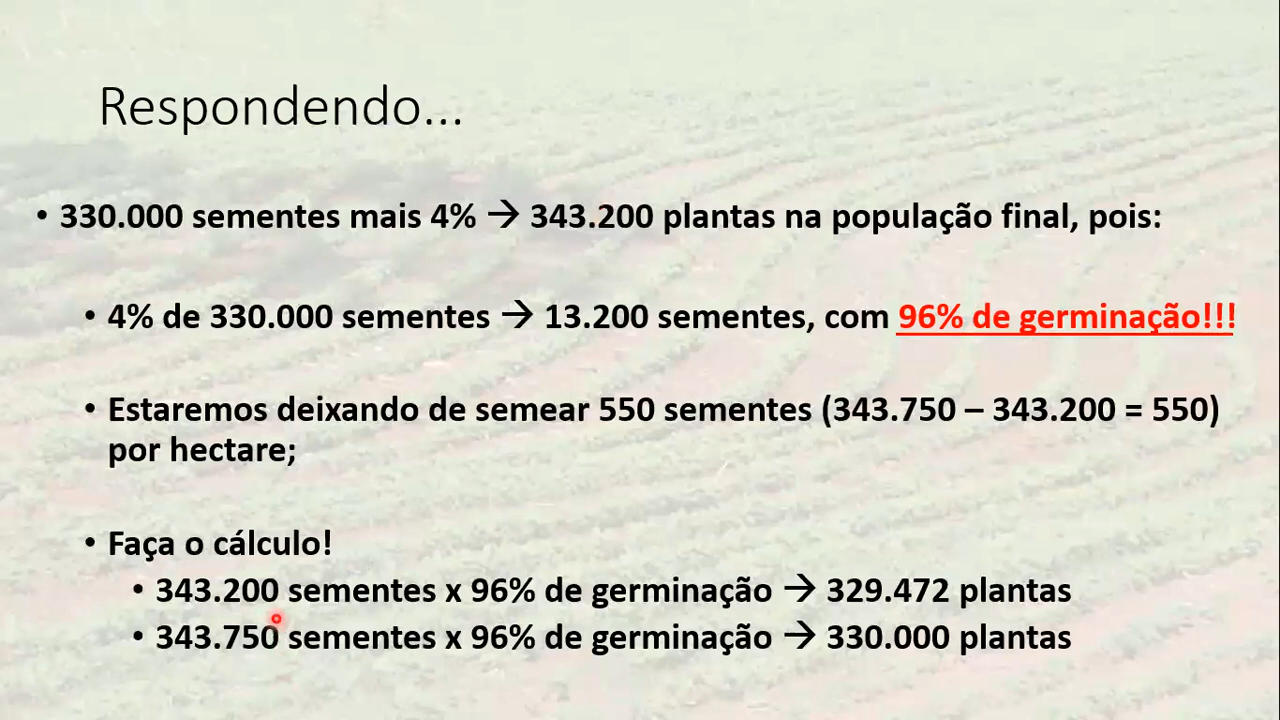 Respondendo...
• 330.000 sementes mais 4% → 343.200 plantas na população final, pois:
• 4% de 330.000 sementes → 13.200 sementes, com 96% de germinação!!!
• Estaremos deixando de semear 550 sementes (343.750 – 343.200 = 550)
por hectare;
• Faça o cálculo!
• 343.200 sementes x 96% de germinação → 329.472 plantas
• 343.750 sementes x 96% de germinação → 330.000 plantas